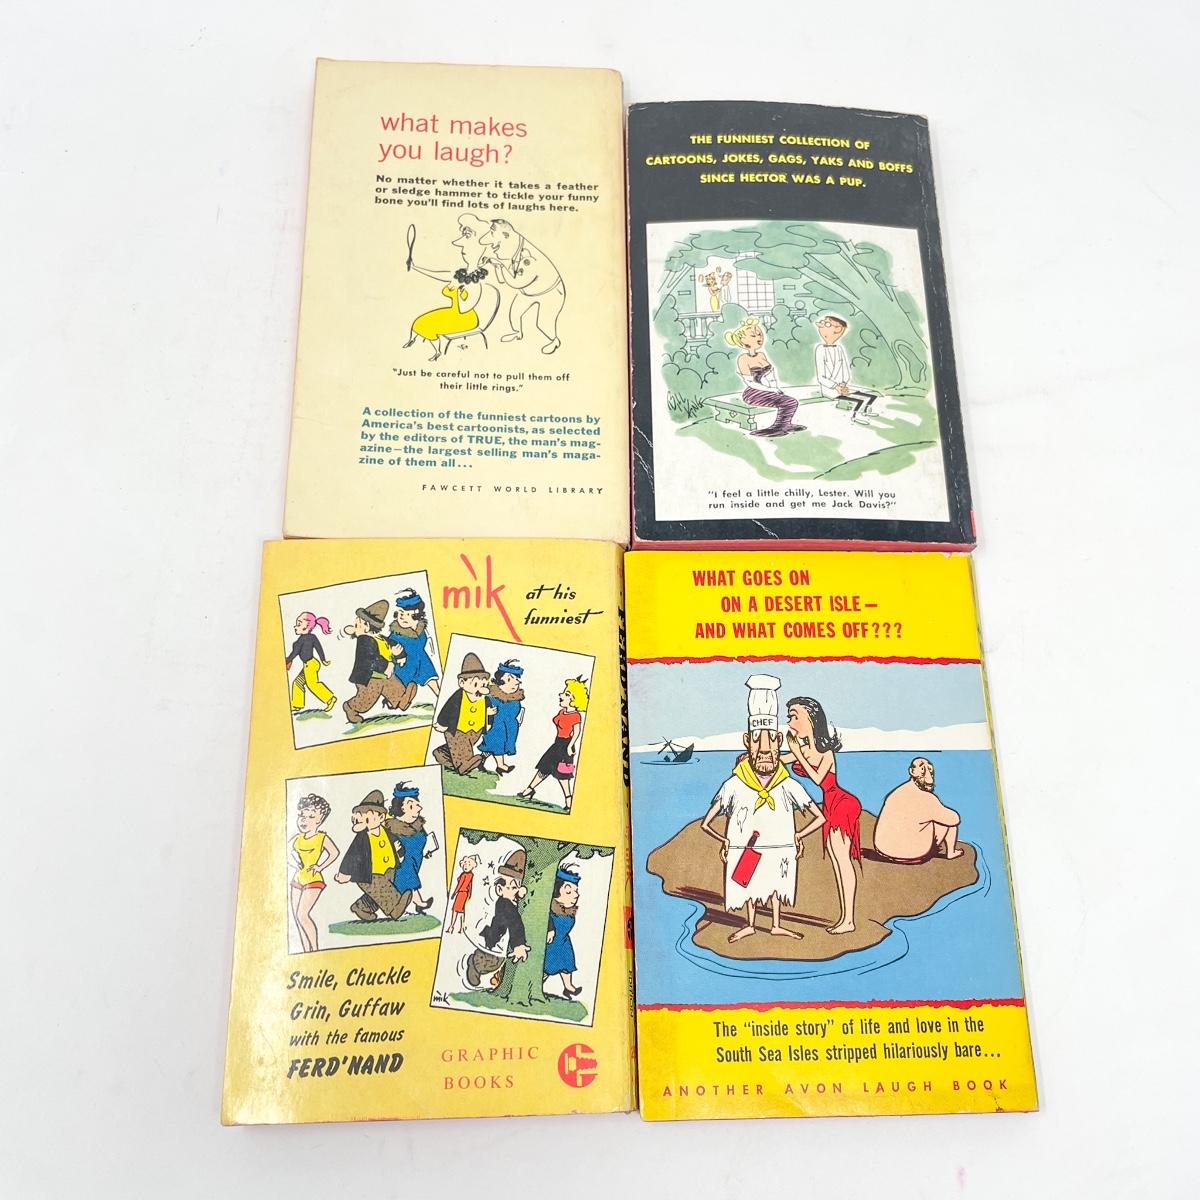 what makes
you laugh?
No matter whether it takes a feather
or sledge hammer to tickle your funny
bone you'll find lots of laughs here.
"Just be careful not to pull them off
their little rings."
A collection of the funniest cartoons by
America's best cartoonists, as selected
by the editors of TRUE, the man's mag-
azine—the largest selling man's maga-
zine of them all...
FAWCETT WORLD LIBRARY
THE FUNNIEST COLLECTION OF
CARTOONS, JOKES, GAGS, YAKS AND BOFFS
SINCE HECTOR WAS A PUP.
"I feel a little chilly, Lester. Will you
run inside and get me Jack Davis?"
mik at his
funniest
mik
Smile, Chuckle
Grin, Guffaw
with the famous
FERD'NAND
GRAPHIC
BOOKS
WHAT GOES ON
ON A DESERT ISLE—
AND WHAT COMES OFF???
CHEF
The "inside story" of life and love in the
South Sea Isles stripped hilariously bare...
ANOTHER AVON LAUGH BOOK